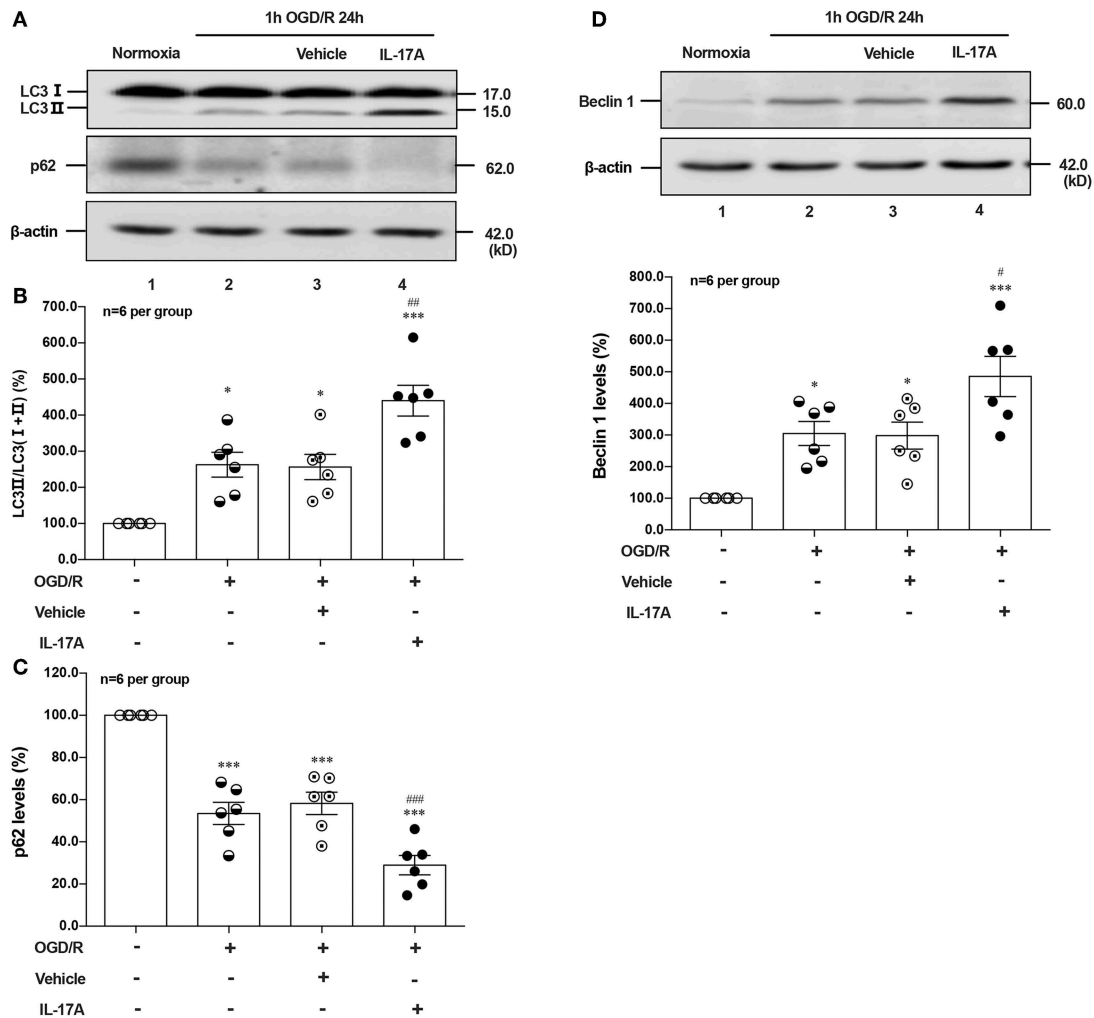 A
1h OGD/R 24h
Normoxia Vehicle IL-17A
LC3 Ⅰ 17.0
LC3 Ⅱ 15.0
p62 62.0
β-actin 42.0
(kD)
1 2 3 4
B
n=6 per group
LC3Ⅱ/LC3(Ⅰ+Ⅱ) (%)
700.0
600.0
500.0
400.0
300.0
200.0
100.0
0.0
* * ## ***
OGD/R - + + +
Vehicle - - + -
IL-17A - - - +
C
n=6 per group
p62 levels (%)
120.0
100.0
80.0
60.0
40.0
20.0
0.0
*** *** ### ***
OGD/R - + + +
Vehicle - - + -
IL-17A - - - +
D
1h OGD/R 24h
Normoxia Vehicle IL-17A
Beclin 1 60.0
β-actin 42.0
(kD)
1 2 3 4
n=6 per group
Beclin 1 levels (%)
800.0
700.0
600.0
500.0
400.0
300.0
200.0
100.0
0.0
* * # ***
OGD/R - + + +
Vehicle - - + -
IL-17A - - - +